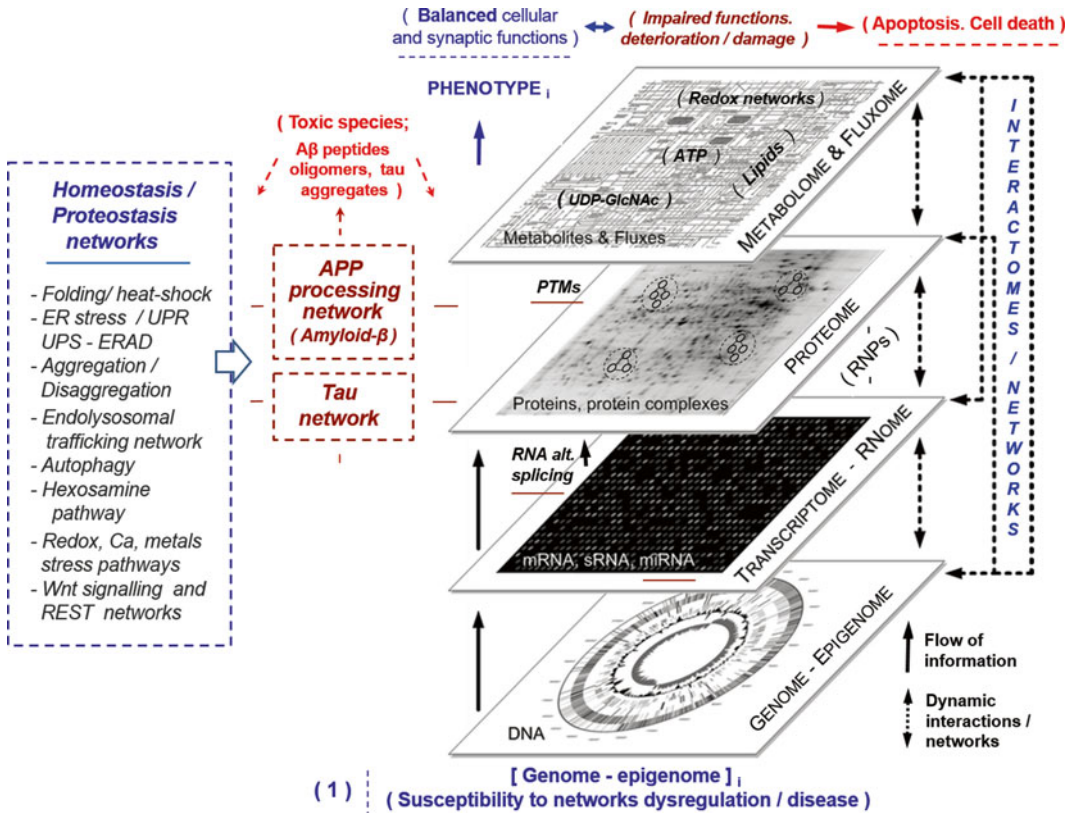 ( Balanced cellular
and synaptic functions )
( Impaired functions.
deterioration / damage )
( Apoptosis. Cell death )
PHENOTYPE i
( Toxic species;
Aβ peptides
oligomers, tau
aggregates )
Homeostasis /
Proteostasis
networks
- Folding/ heat-shock
- ER stress / UPR
UPS - ERAD
- Aggregation /
Disaggregation
- Endolysosomal
trafficking network
- Autophagy
- Hexosamine
pathway
- Redox, Ca, metals
stress pathways
- Wnt signalling and
REST networks
APP
processing
network
(Amyloid-β)
Tau
network
( Redox networks )
( ATP )
( Lipids )
( UDP-GlcNAc )
Metabolites & Fluxes
METABOLOME & FLUXOME
PTMs
Proteins, protein complexes
PROTEOME
( RNPs )
RNA alt.
splicing
mRNA, sRNA, miRNA
TRANSCRIPTOME - RNOME
DNA
GENOME - EPIGENOME
INTERACTOMES / NETWORKS
Flow of
information
Dynamic
interactions /
networks
( 1 )
[ Genome - epigenome ] i
( Susceptibility to networks dysregulation / disease )